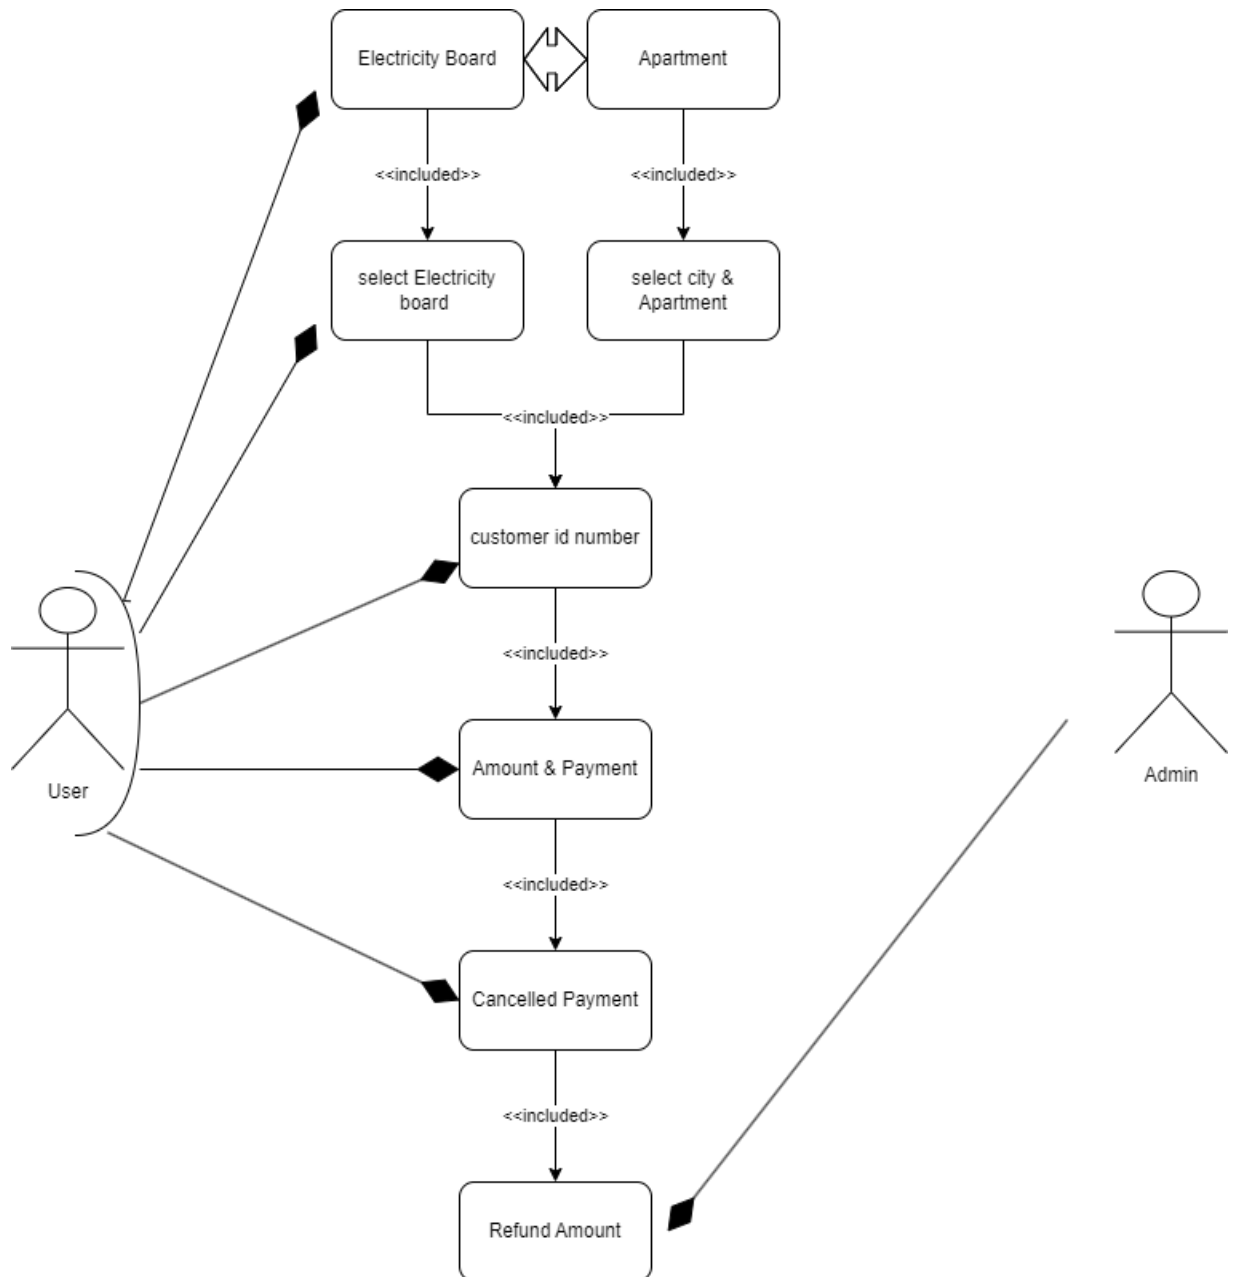 Electricity Board
Apartment
<<included>>
<<included>>
select Electricity
board
select city &
Apartment
<<included>>
customer id number
<<included>>
User
Amount & Payment
Admin
<<included>>
Cancelled Payment
<<included>>
Refund Amount